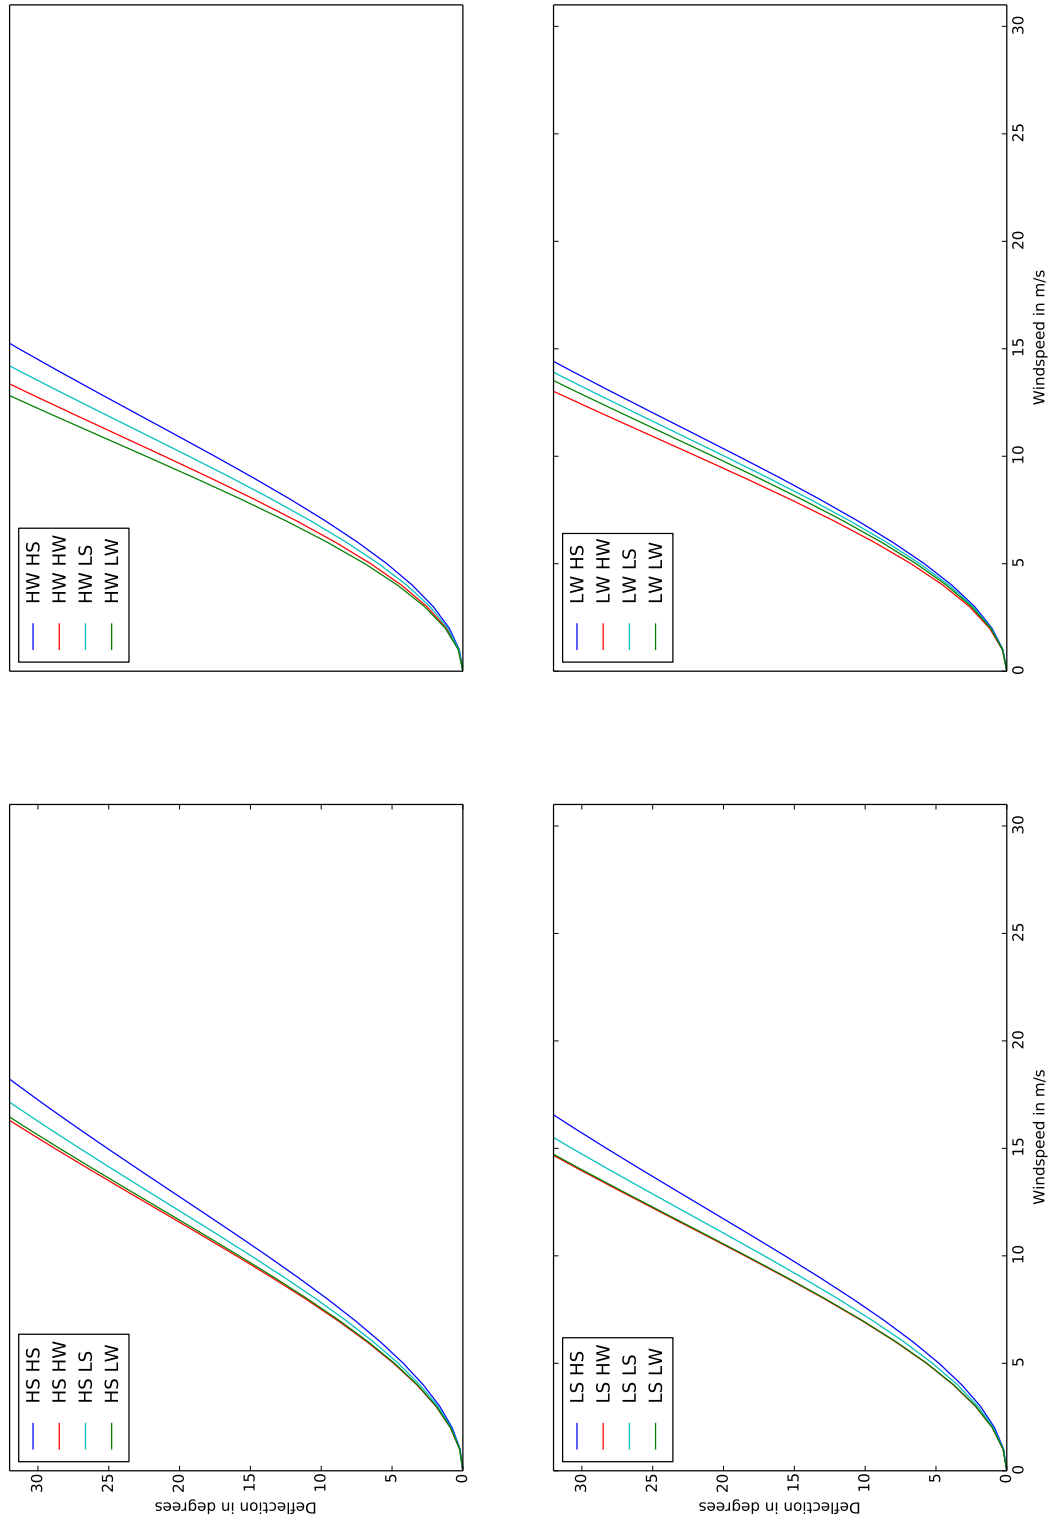 HS HS
HS HW
HS LS
HS LW
30
25
20
15
10
5
0
Deflection in degrees
HW HS
HW HW
HW LS
HW LW
LS HS
LS HW
LS LS
LS LW
30
25
20
15
10
5
Deflection in degrees
0
5
10
15
20
25
30
Windspeed in m/s
LW HS
LW HW
LW LS
LW LW
0
5
10
15
20
25
30
Windspeed in m/s